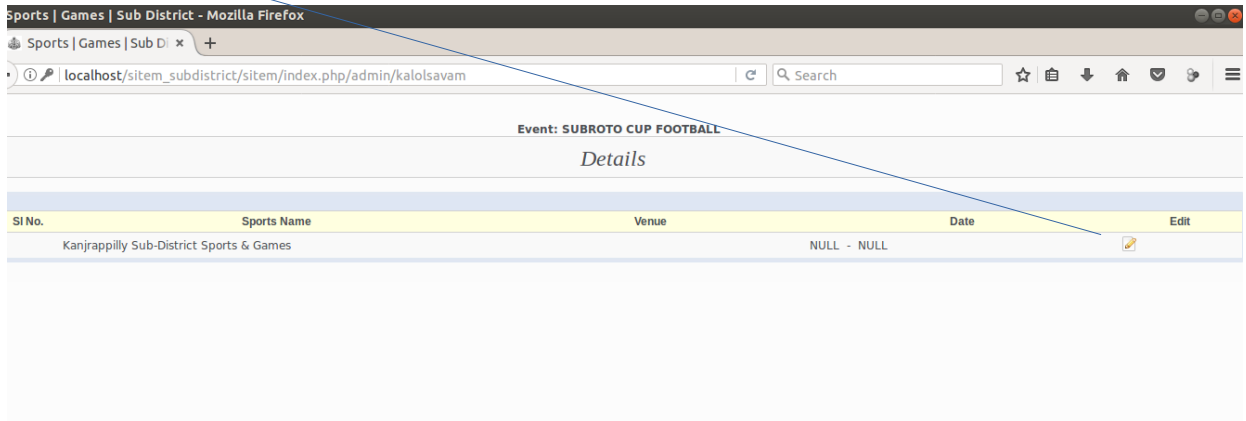 Sports | Games | Sub District - Mozilla Firefox
Sports | Games | Sub Di
localhost/sitem_subdistrict/sitem/index.php/admin/kalolsavam
Search
Event: SUBROTO CUP FOOTBALL
Details
Sl No. Sports Name Venue Date Edit
Kanjrappilly Sub-District Sports & Games NULL - NULL